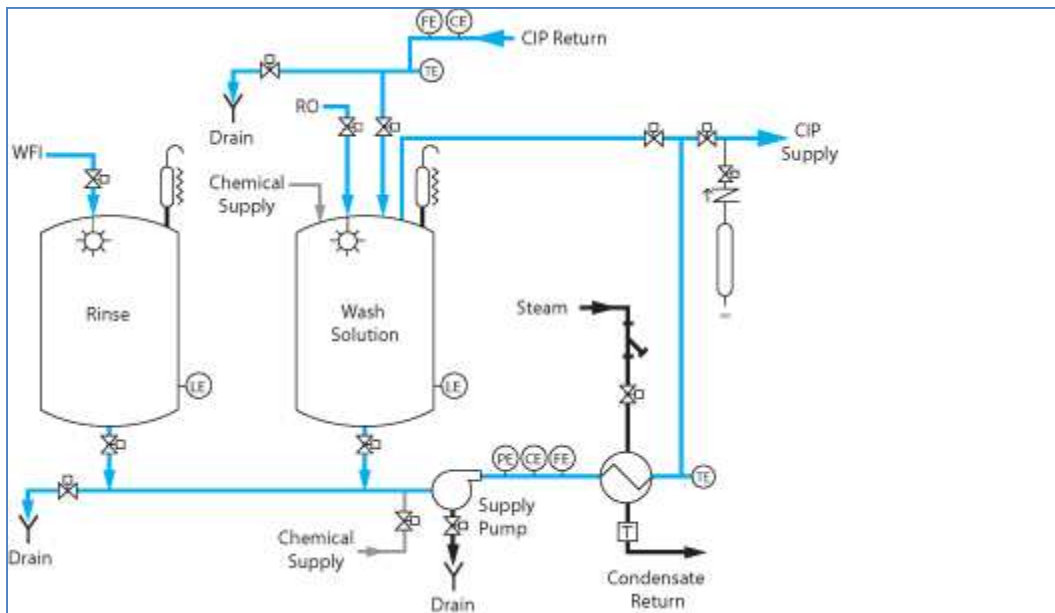 FE
CE
CIP Return
TE
RO
Drain
CIP
Supply
WFI
Chemical
Supply
Rinse
Wash
Solution
Steam
LE
LE
PE
CE
FE
TE
Supply
Pump
T
Chemical
Supply
Drain
Drain
Condensate
Return